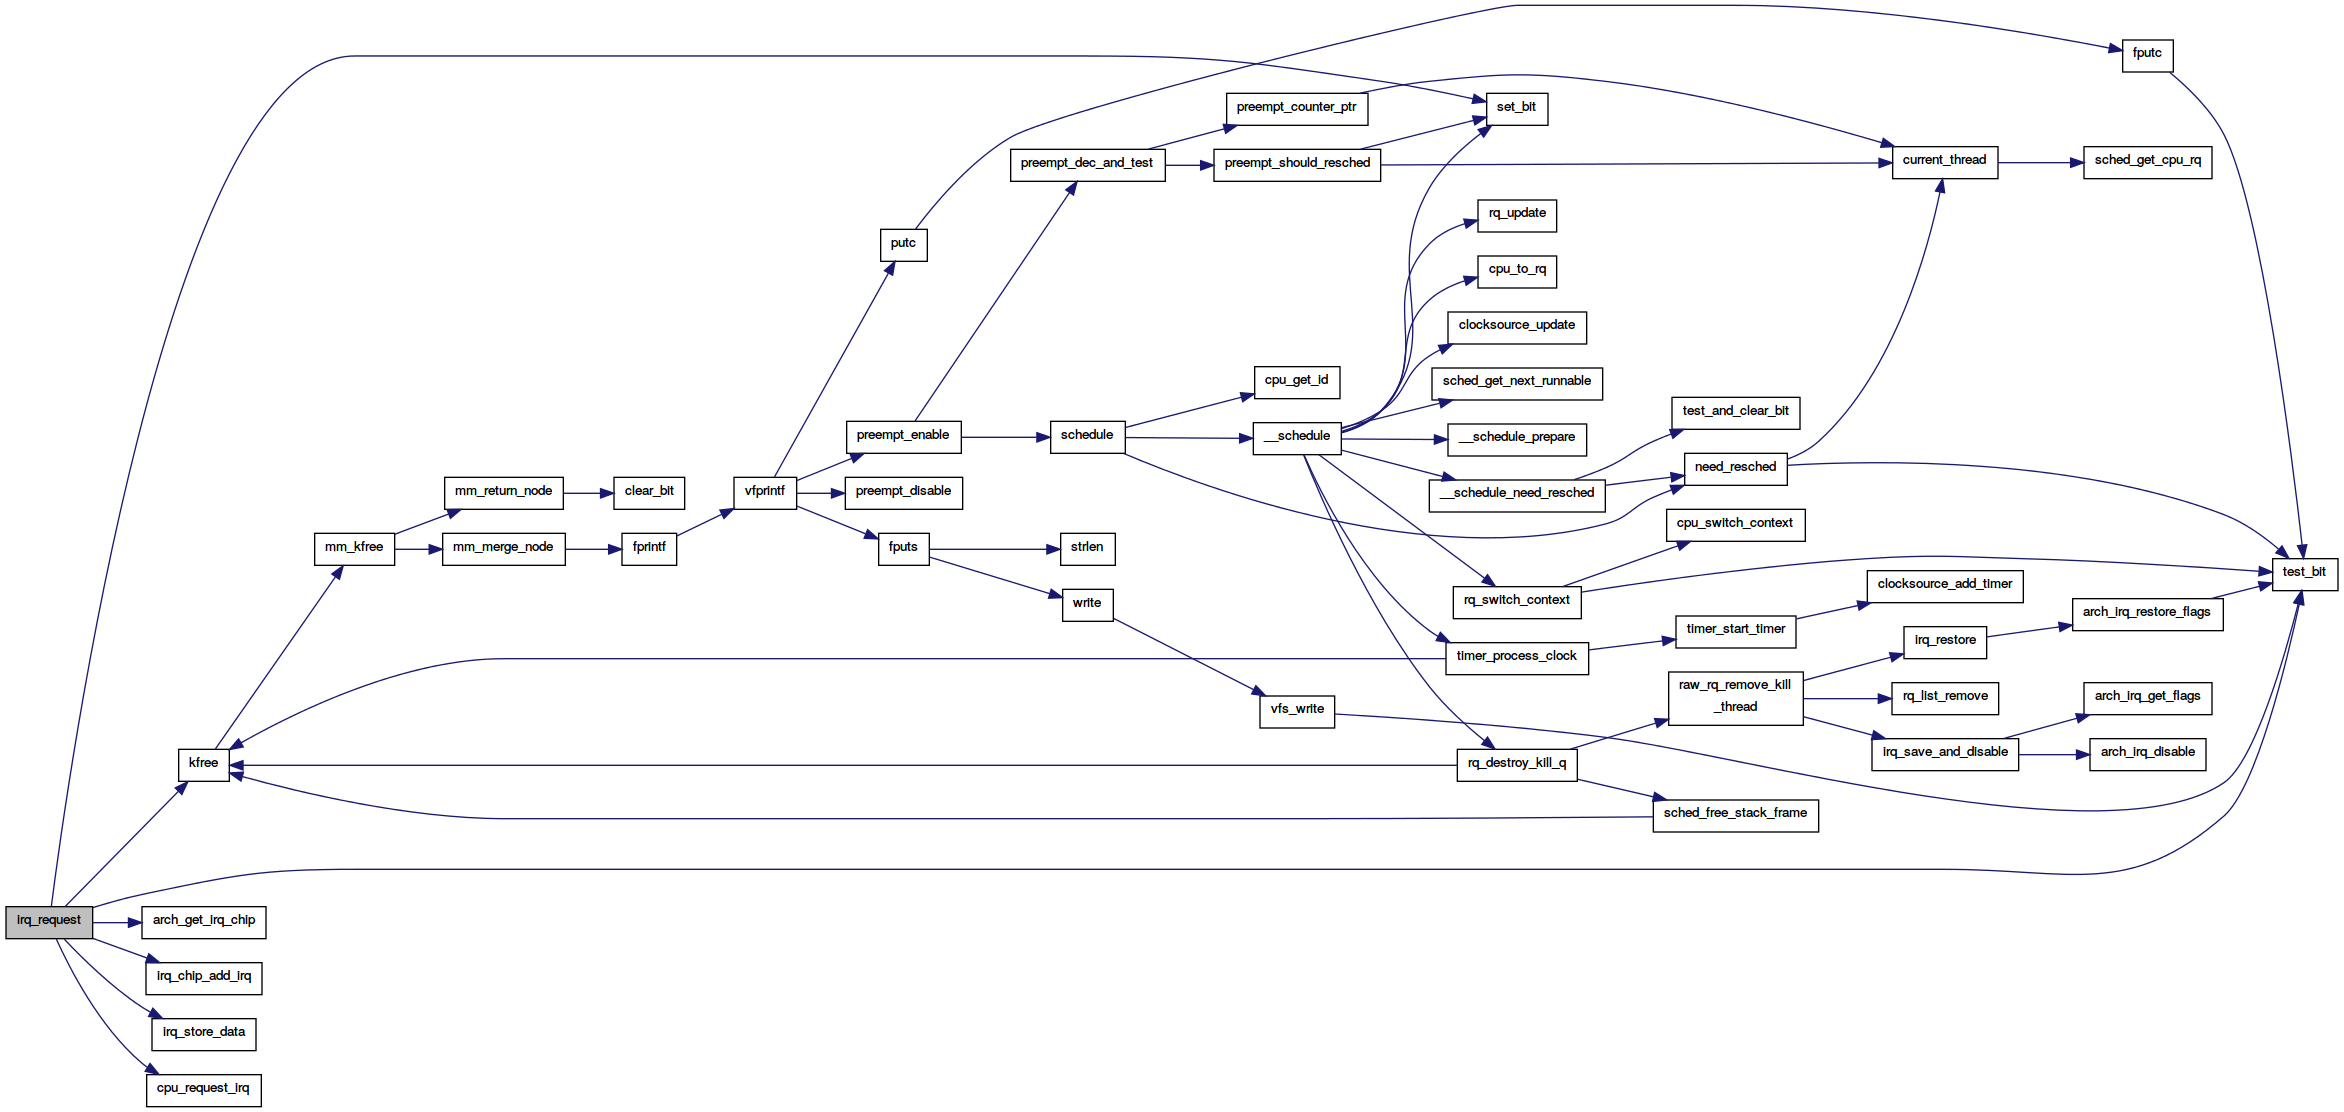 fputc
preempt_counter_ptr
set_bit
preempt_dec_and_test
preempt_should_resched
current_thread
sched_get_cpu_rq
rq_update
putc
cpu_to_rq
clocksource_update
cpu_get_id
sched_get_next_runnable
test_and_clear_bit
preempt_enable
schedule
__schedule
__schedule_prepare
need_resched
mm_return_node
clear_bit
vfprintf
preempt_disable
__schedule_need_resched
cpu_switch_context
mm_kfree
mm_merge_node
fprintf
fputs
strlen
test_bit
clocksource_add_timer
write
rq_switch_context
arch_irq_restore_flags
timer_start_timer
irq_restore
timer_process_clock
raw_rq_remove_kill
_thread
rq_list_remove
arch_irq_get_flags
vfs_write
kfree
rq_destroy_kill_q
irq_save_and_disable
arch_irq_disable
sched_free_stack_frame
irq_request
arch_get_irq_chip
irq_chip_add_irq
irq_store_data
cpu_request_irq